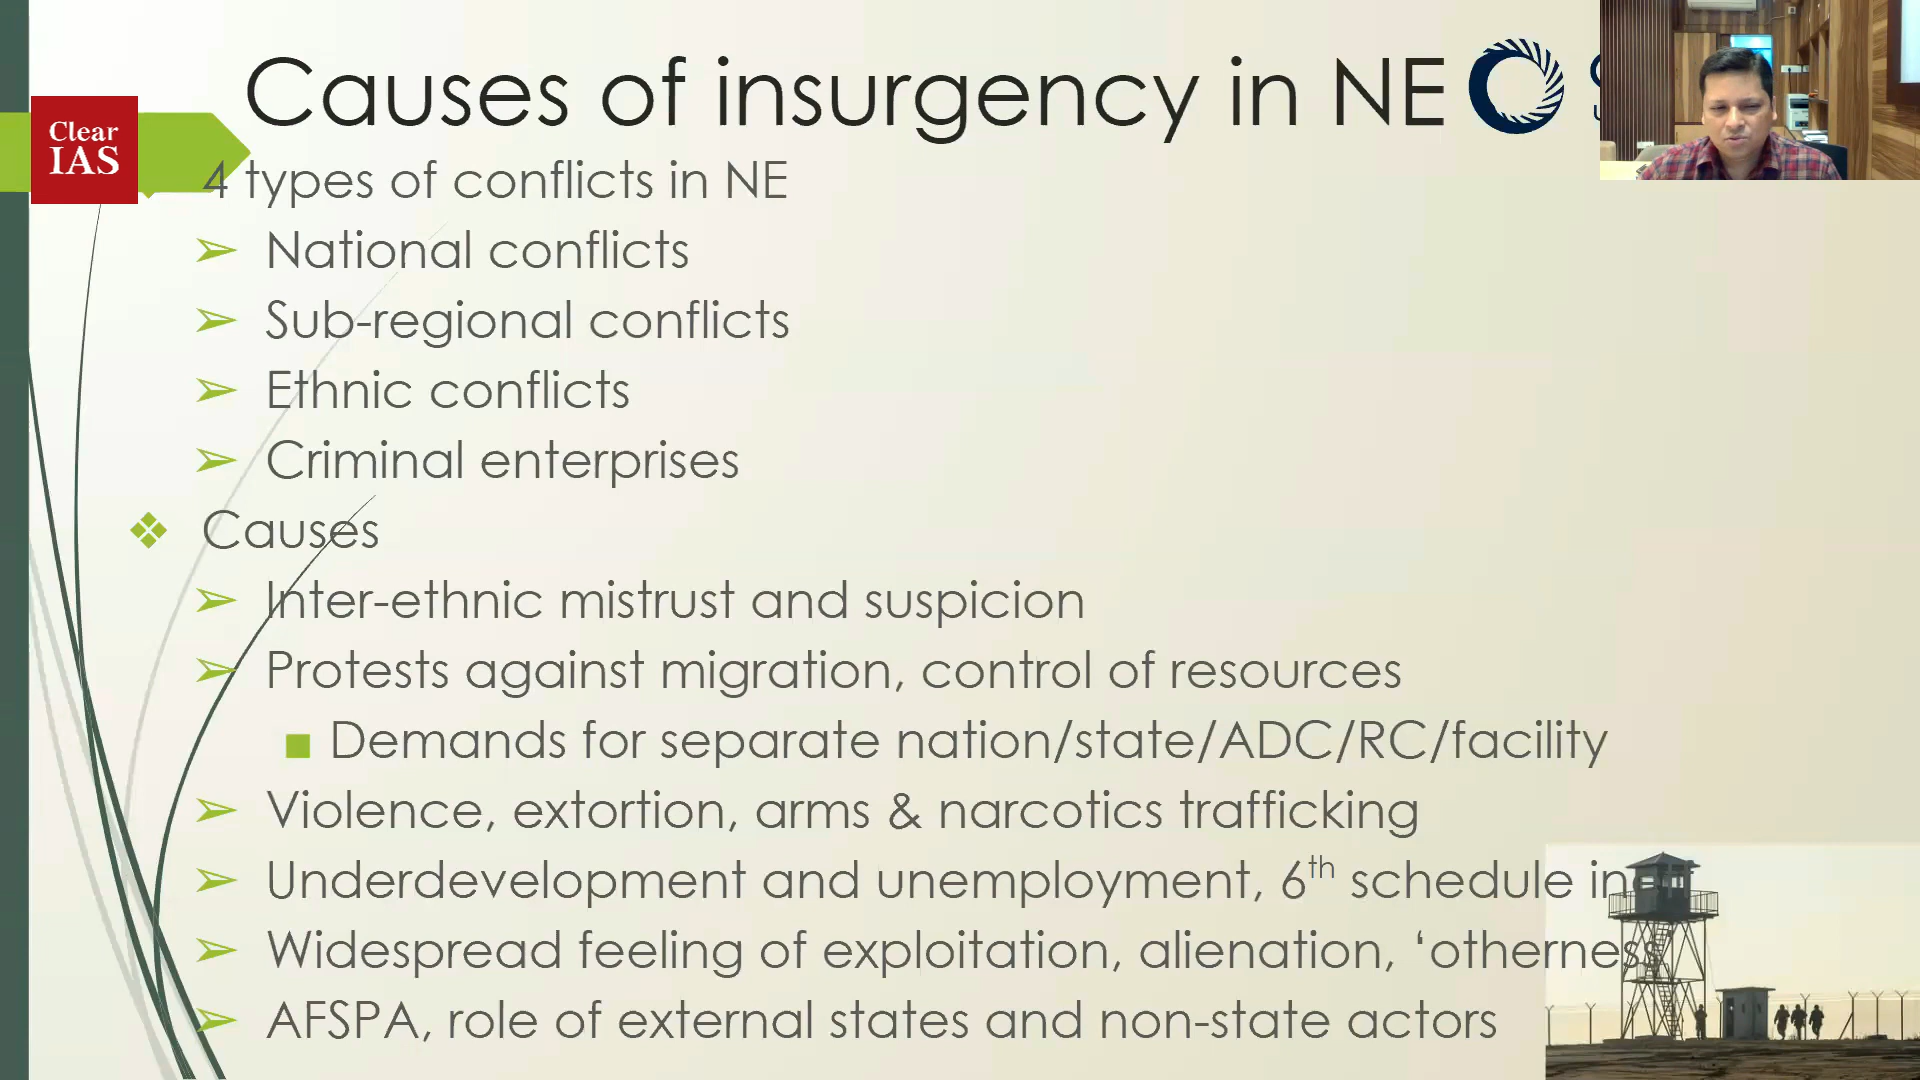 Causes of insurgency in NE
Clear
IAS
4 types of conflicts in NE
➢ National conflicts
➢ Sub-regional conflicts
➢ Ethnic conflicts
➢ Criminal enterprises
❖ Causes
➢ Inter-ethnic mistrust and suspicion
➢ Protests against migration, control of resources
■ Demands for separate nation/state/ADC/RC/facility
➢ Violence, extortion, arms & narcotics trafficking
➢ Underdevelopment and unemployment, 6th schedule
➢ Widespread feeling of exploitation, alienation, ‘otherness’
➢ AFSPA, role of external states and non-state actors